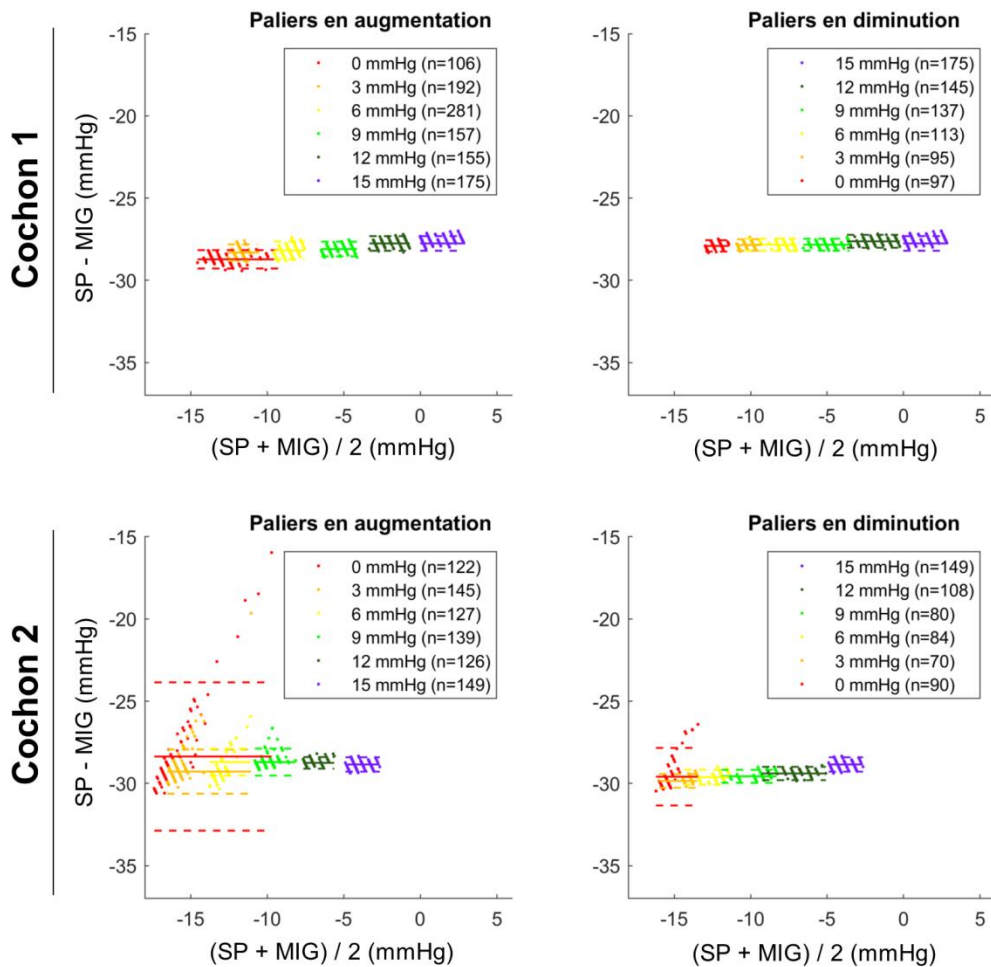 Cochon 1
Paliers en augmentation
0 mmHg (n=106)
3 mmHg (n=192)
6 mmHg (n=281)
9 mmHg (n=157)
12 mmHg (n=155)
15 mmHg (n=175)
SP - MIG (mmHg)
-15
-20
-25
-30
-35
-15
-10
-5
0
5
(SP + MIG) / 2 (mmHg)
Paliers en diminution
15 mmHg (n=175)
12 mmHg (n=145)
9 mmHg (n=137)
6 mmHg (n=113)
3 mmHg (n=95)
0 mmHg (n=97)
-15
-20
-25
-30
-35
-15
-10
-5
0
5
(SP + MIG) / 2 (mmHg)
Cochon 2
Paliers en augmentation
0 mmHg (n=122)
3 mmHg (n=145)
6 mmHg (n=127)
9 mmHg (n=139)
12 mmHg (n=126)
15 mmHg (n=149)
SP - MIG (mmHg)
-15
-20
-25
-30
-35
-15
-10
-5
0
5
(SP + MIG) / 2 (mmHg)
Paliers en diminution
15 mmHg (n=149)
12 mmHg (n=108)
9 mmHg (n=80)
6 mmHg (n=84)
3 mmHg (n=70)
0 mmHg (n=90)
-15
-20
-25
-30
-35
-15
-10
-5
0
5
(SP + MIG) / 2 (mmHg)